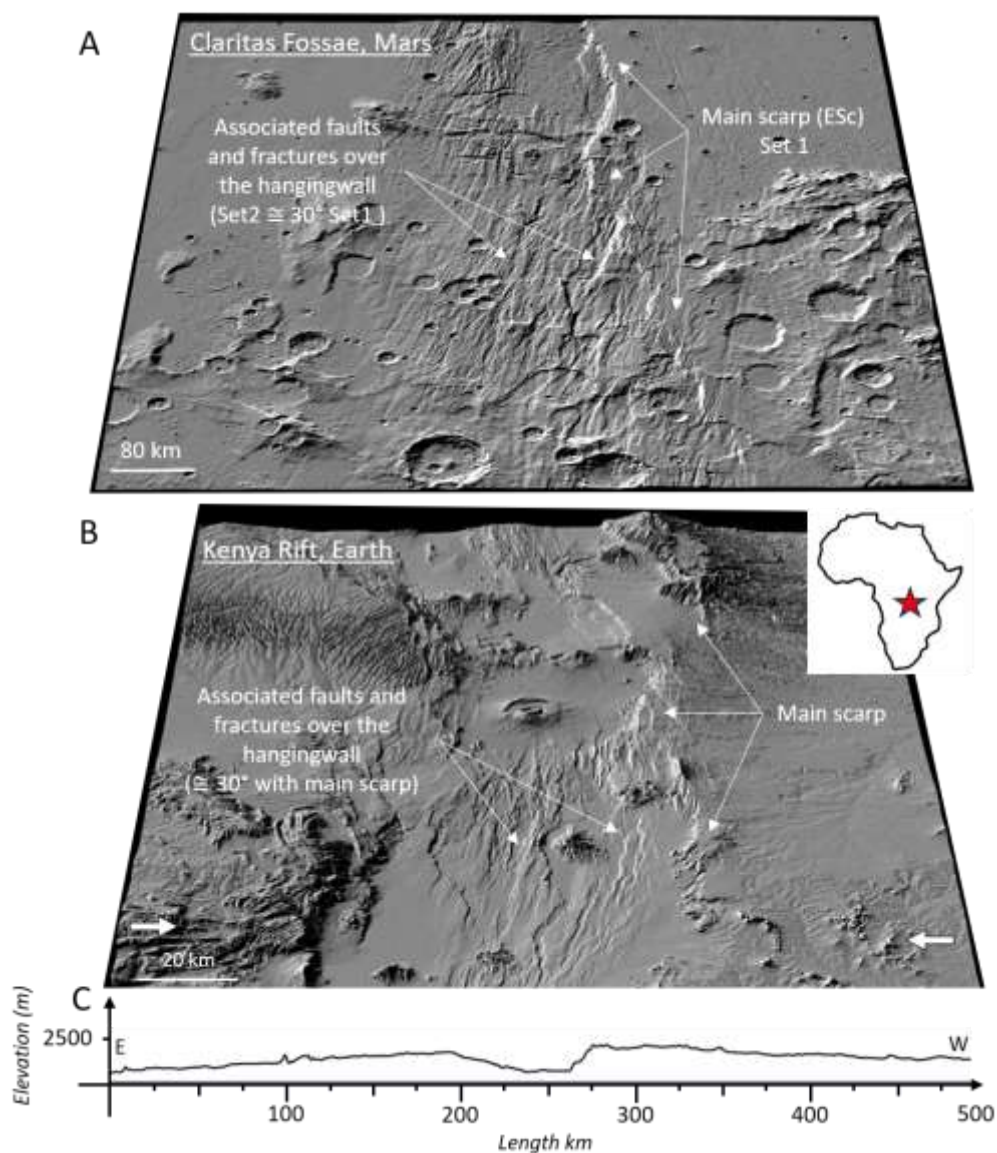 A
Claritas Fossae, Mars
Associated faults
and fractures over
the hangingwall
(Set2 ≅ 30° Set1 )
Main scarp (ESc)
Set 1
80 km
B
Kenya Rift, Earth
Associated faults and
fractures over the
hangingwall
(≅ 30° with main scarp)
Main scarp
20 km
C
Elevation (m)
2500
E
W
100
200
300
400
500
Length km